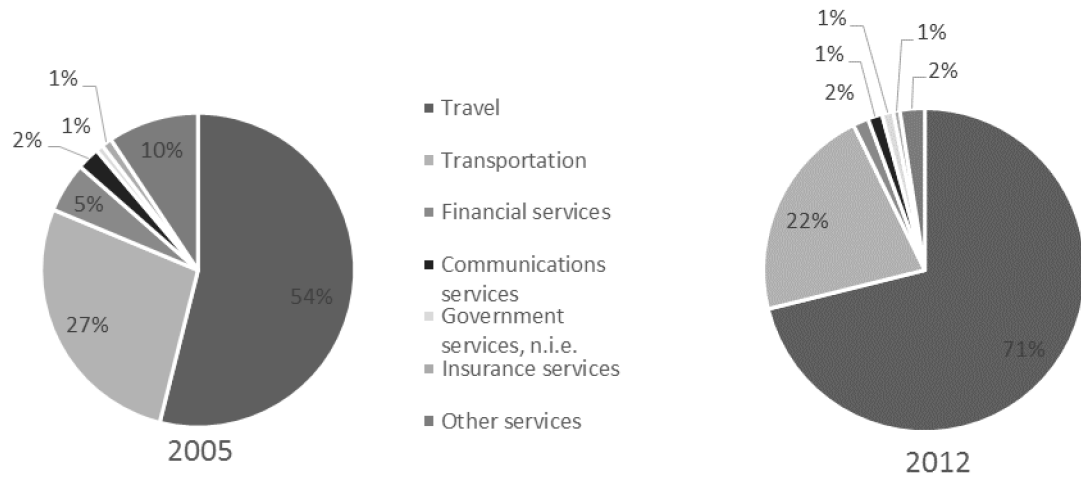 1%
2%
1%
10%
5%
27%
54%
2005
Travel
Transportation
Financial services
Communications
services
Government
services, n.i.e.
Insurance services
Other services
1%
1%
1%
2%
2%
22%
71%
2012